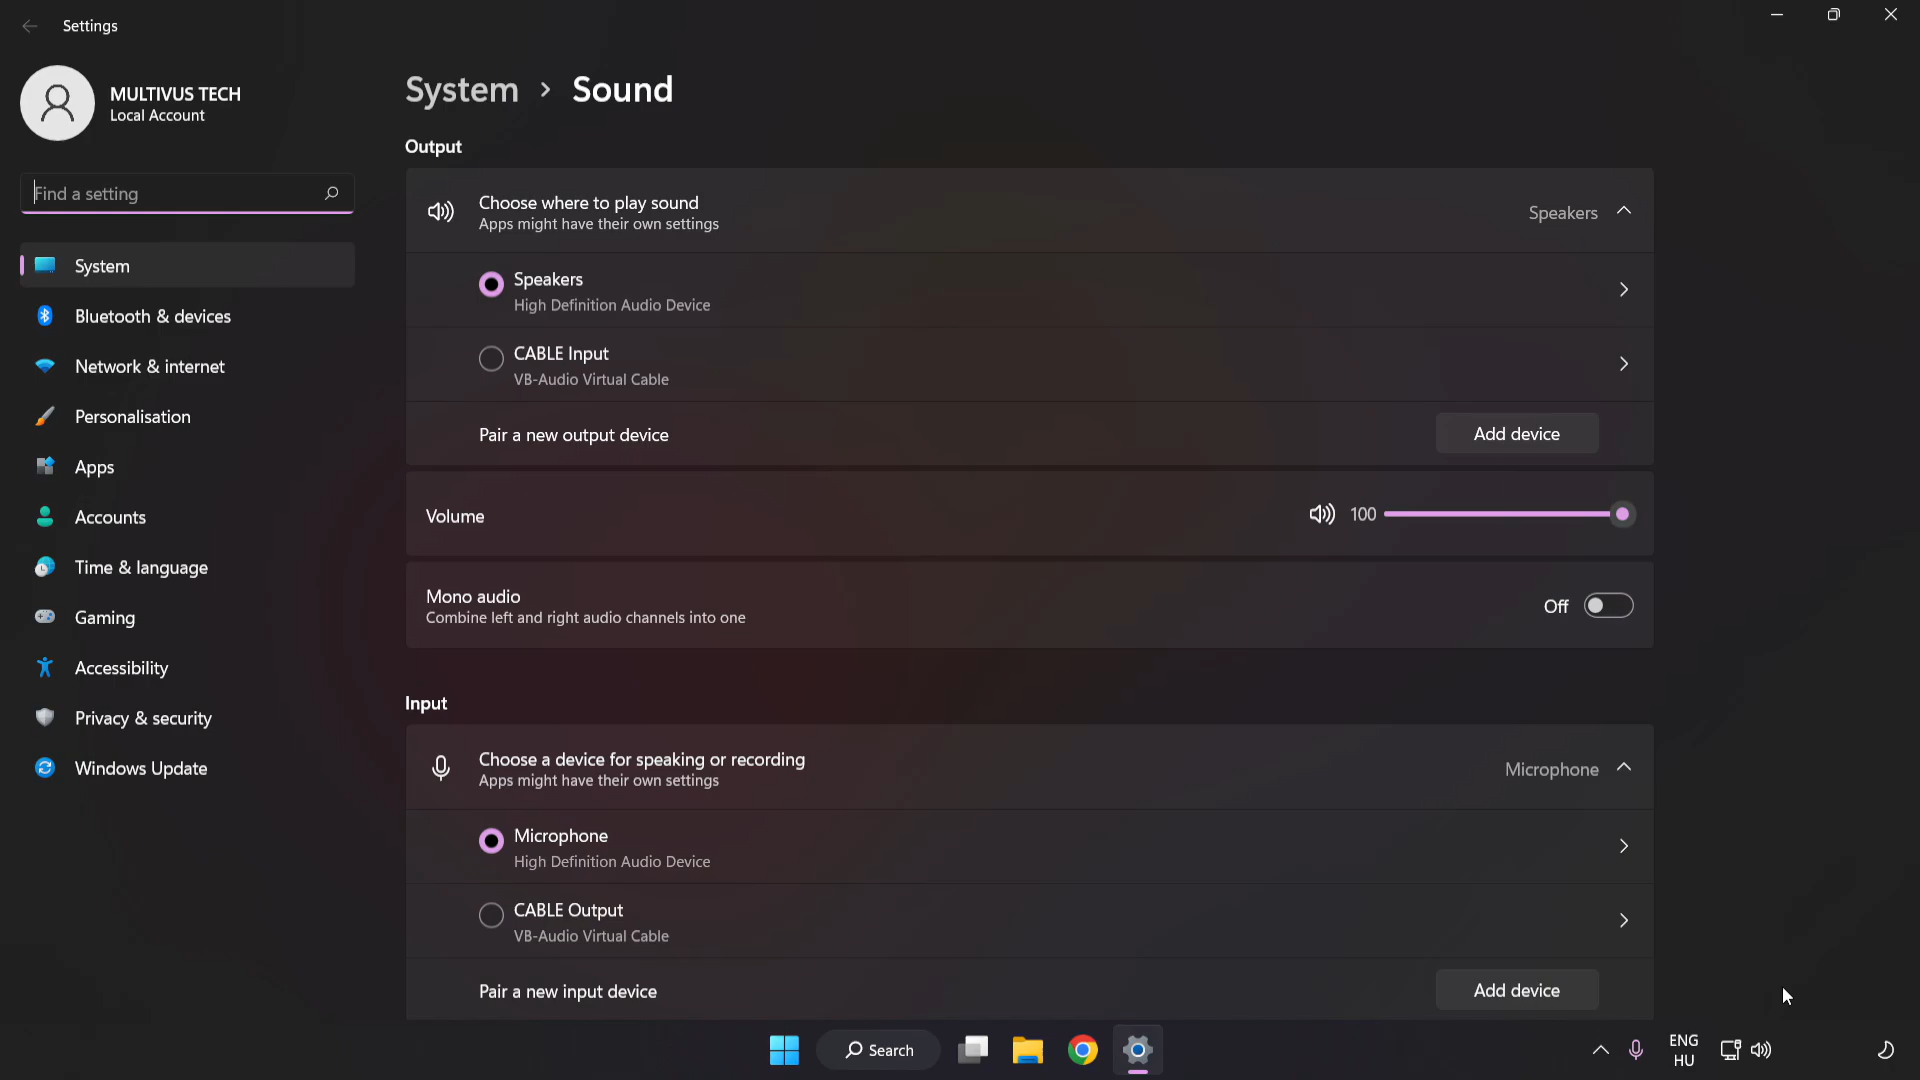 Settings
MULTIVUS TECH
Local Account
Find a setting
System
Bluetooth & devices
Network & internet
Personalisation
Apps
Accounts
Time & language
Gaming
Accessibility
Privacy & security
Windows Update
System > Sound
Output
Choose where to play sound
Apps might have their own settings
Speakers
Speakers
High Definition Audio Device
CABLE Input
VB-Audio Virtual Cable
Pair a new output device
Add device
Volume
100
Mono audio
Combine left and right audio channels into one
Off
Input
Choose a device for speaking or recording
Apps might have their own settings
Microphone
Microphone
High Definition Audio Device
CABLE Output
VB-Audio Virtual Cable
Pair a new input device
Add device
Search
ENG
HU